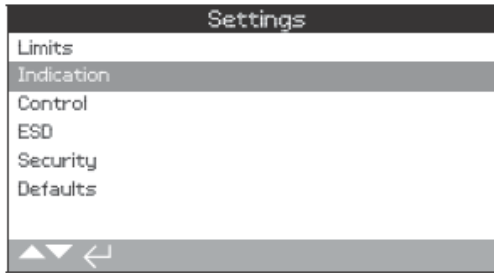 Settings
Limits
Indication
Control
ESD
Security
Defaults